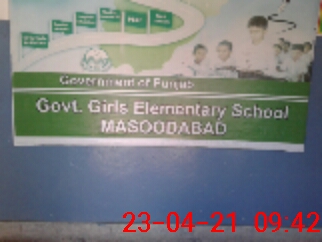 Government of Punjab
Govt. Girls Elementary School
MASOODABAD
23-04-21 09:42